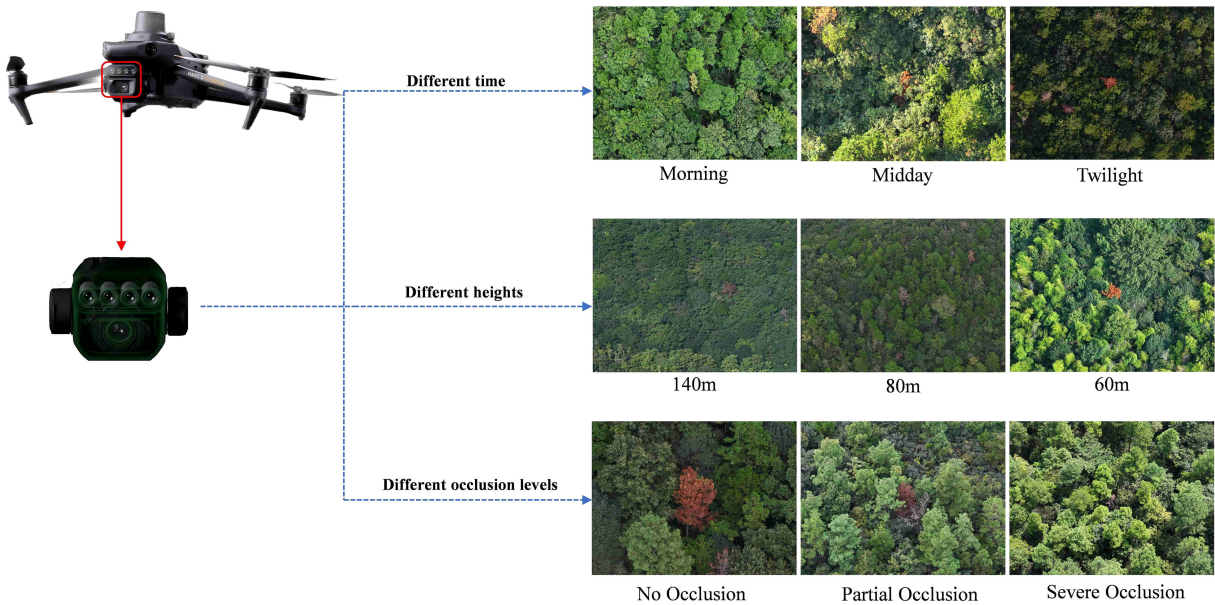 Different time
Morning
Midday
Twilight
Different heights
140m
80m
60m
Different occlusion levels
No Occlusion
Partial Occlusion
Severe Occlusion